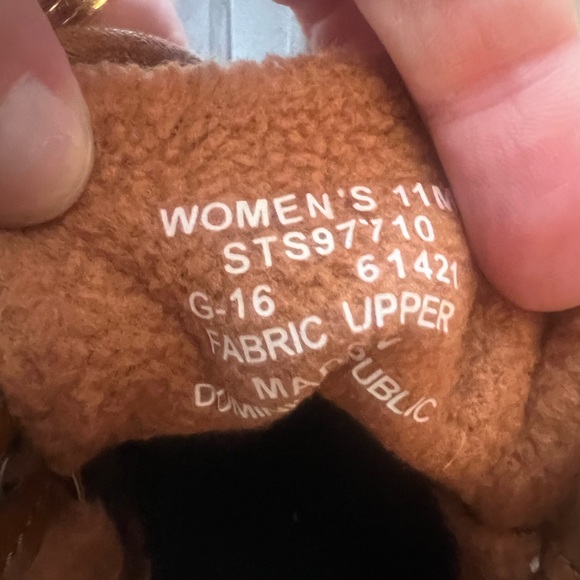 WOMEN'S 11M
STS97710
61421
G-16
FABRIC UPPER